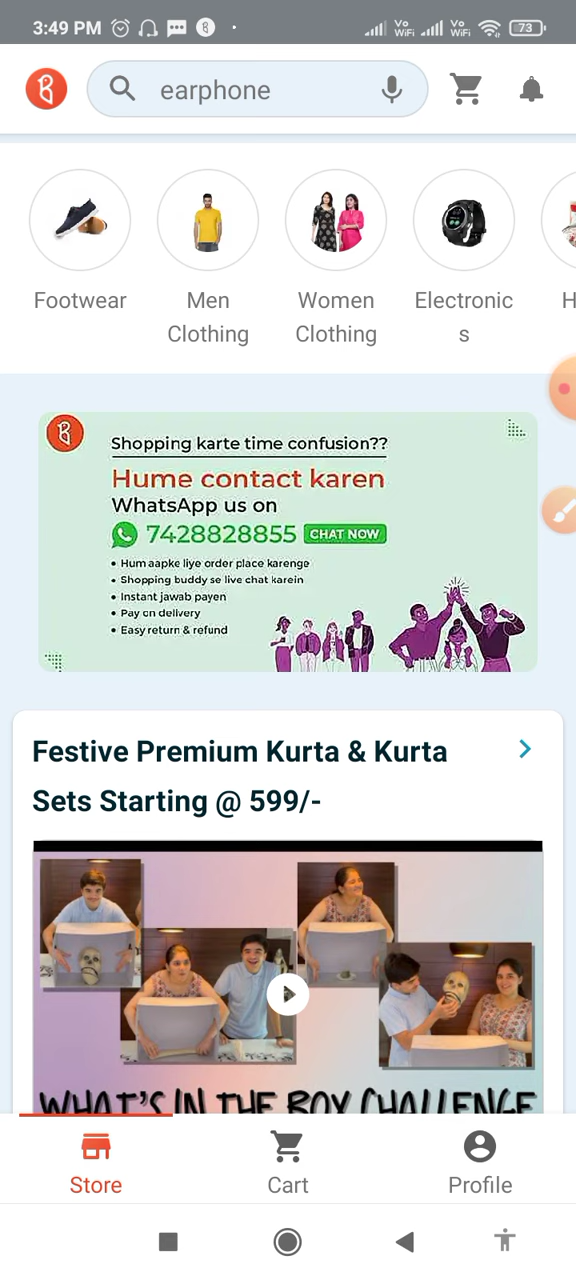 3:49 PM
Vo WiFi
Vo WiFi
73
earphone
Footwear
Men
Clothing
Women
Clothing
Electronic
s
H
Shopping karte time confusion??
Hume contact karen
WhatsApp us on
7428828855 CHAT NOW
• Hum aapke liye order place karenge
• Shopping buddy se live chat karein
• Instant jawab payen
• Pay on delivery
• Easy return & refund
Festive Premium Kurta & Kurta
Sets Starting @ 599/-
WHAT'S IN THE BOX CHALLENGE
Store
Cart
Profile